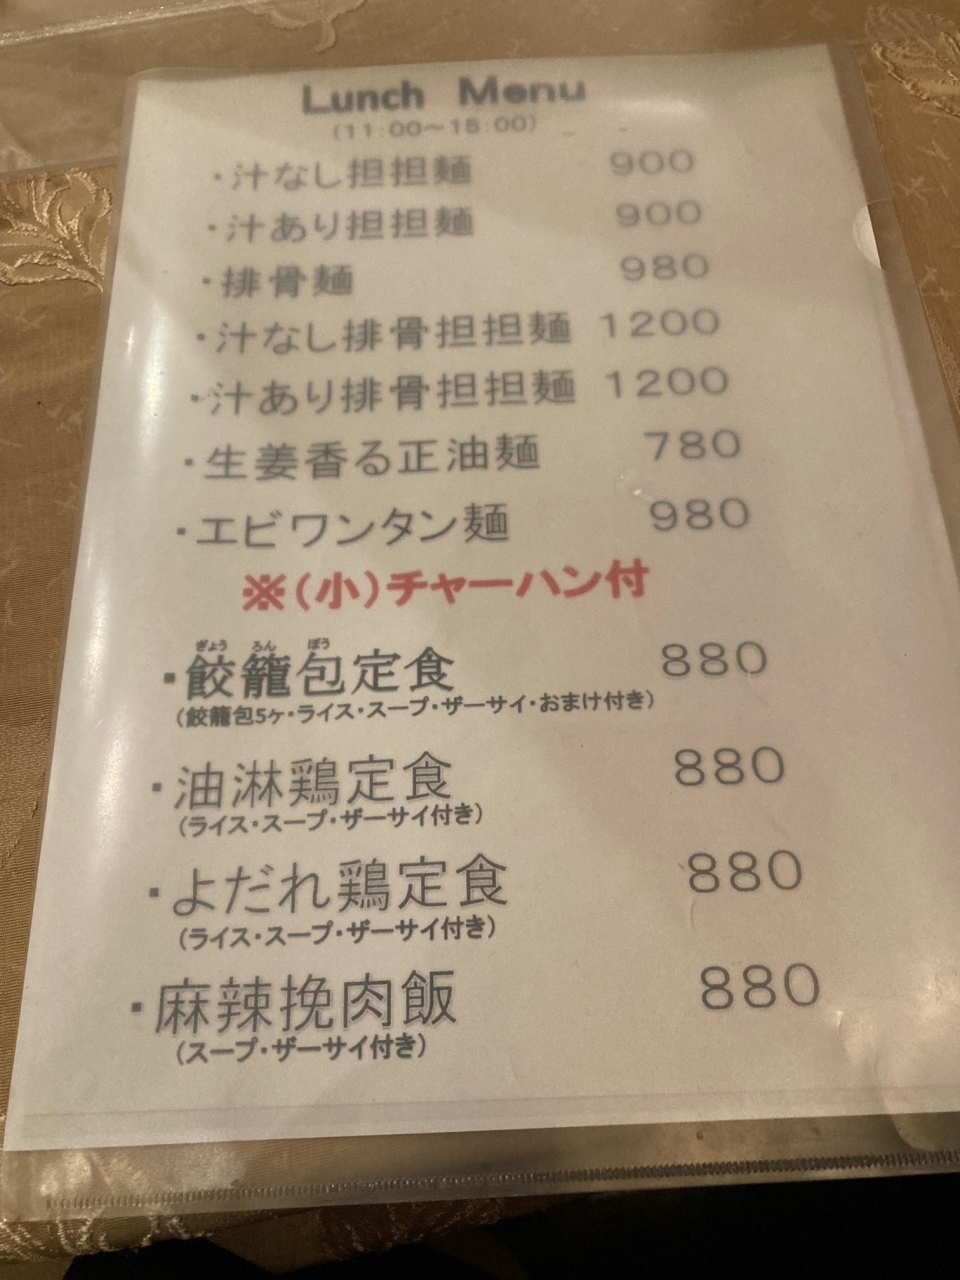 Lunch Menu
(11:00～15:00)
・汁なし担担麺 900
・汁あり担担麺 900
・排骨麺 980
・汁なし排骨担担麺 1200
・汁あり排骨担担麺 1200
・生姜香る正油麺 780
・エビワンタン麺 980
※(小)チャーハン付
ぎょう ろん ぽう
・餃籠包定食 880
(餃籠包5ヶ・ライス・スープ・ザーサイ・おまけ付き)
・油淋鶏定食 880
(ライス・スープ・ザーサイ付き)
・よだれ鶏定食 880
(ライス・スープ・ザーサイ付き)
・麻辣挽肉飯 880
(スープ・ザーサイ付き)